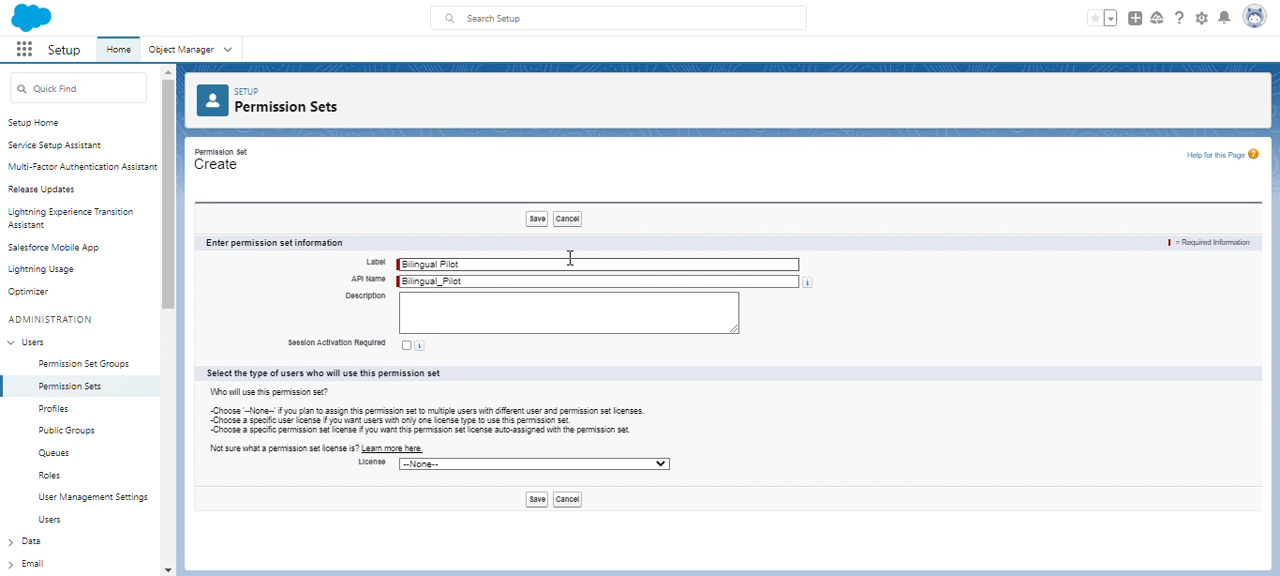 Search Setup
Setup
Home
Object Manager
Quick Find
Setup Home
Service Setup Assistant
Multi-Factor Authentication Assistant
Release Updates
Lightning Experience Transition
Assistant
Salesforce Mobile App
Lightning Usage
Optimizer
ADMINISTRATION
Users
Permission Set Groups
Permission Sets
Profiles
Public Groups
Queues
Roles
User Management Settings
Users
Data
Email
SETUP
Permission Sets
Permission Set
Create
Help for this Page
Save Cancel
Enter permission set information
= Required Information
Label Bilingual Pilot
API Name Bilingual_Pilot
Description
Session Activation Required
Select the type of users who will use this permission set
Who will use this permission set?
-Choose '--None--' if you plan to assign this permission set to multiple users with different user and permission set licenses.
-Choose a specific user license if you want users with only one license type to use this permission set.
-Choose a specific permission set license if you want this permission set license auto-assigned with the permission set.
Not sure what a permission set license is? Learn more here.
License --None--
Save Cancel